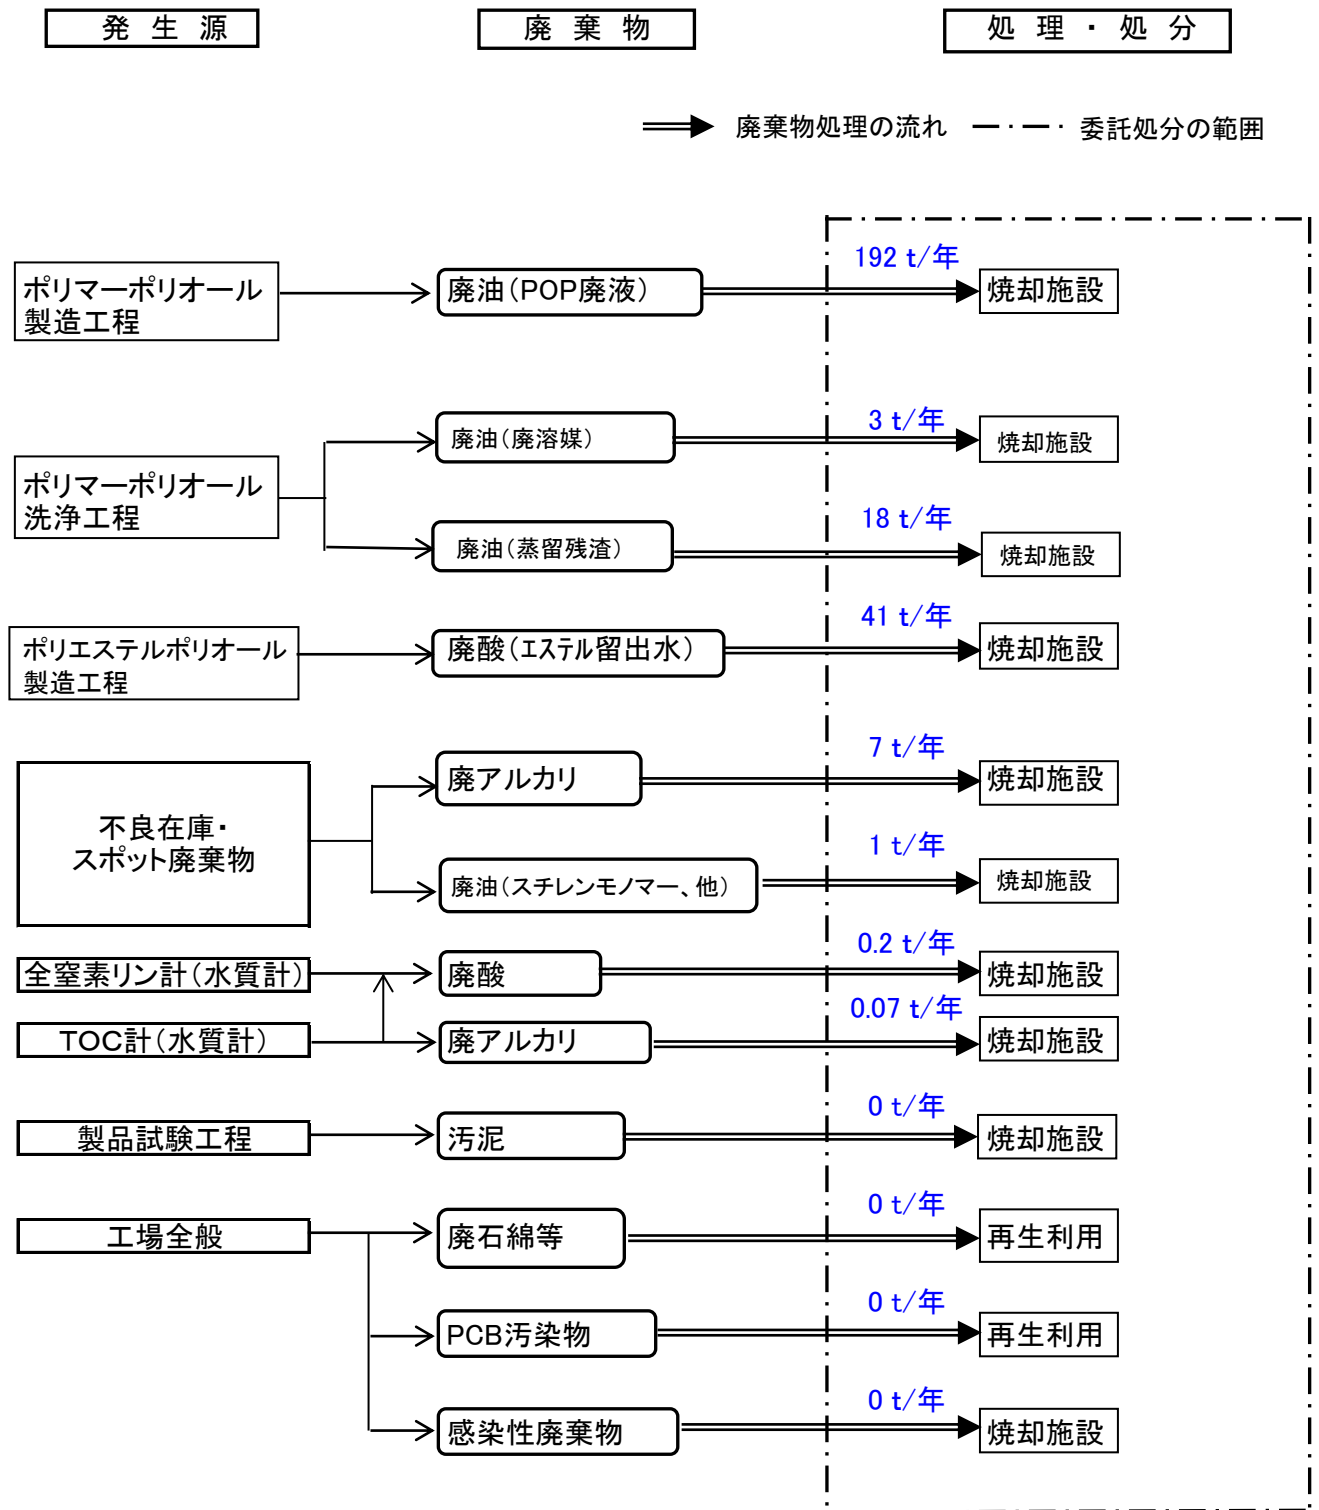 発 生 源
廃 棄 物
処 理 ・ 処 分
廃棄物処理の流れ
委託処分の範囲
192 t/年
ポリマーポリオール
製造工程
廃油（POP廃液）
焼却施設
3 t/年
廃油（廃溶媒）
焼却施設
ポリマーポリオール
洗浄工程
18 t/年
廃油（蒸留残渣）
焼却施設
41 t/年
ポリエステルポリオール
製造工程
廃酸（ｴｽﾃﾙ留出水）
焼却施設
7 t/年
廃アルカリ
焼却施設
不良在庫・
スポット廃棄物
1 t/年
廃油（スチレンモノマー、他）
焼却施設
0.2 t/年
全窒素リン計（水質計）
廃酸
焼却施設
0.07 t/年
ＴＯＣ計（水質計）
廃アルカリ
焼却施設
0 t/年
製品試験工程
汚泥
焼却施設
0 t/年
工場全般
廃石綿等
再生利用
0 t/年
PCB汚染物
再生利用
0 t/年
感染性廃棄物
焼却施設